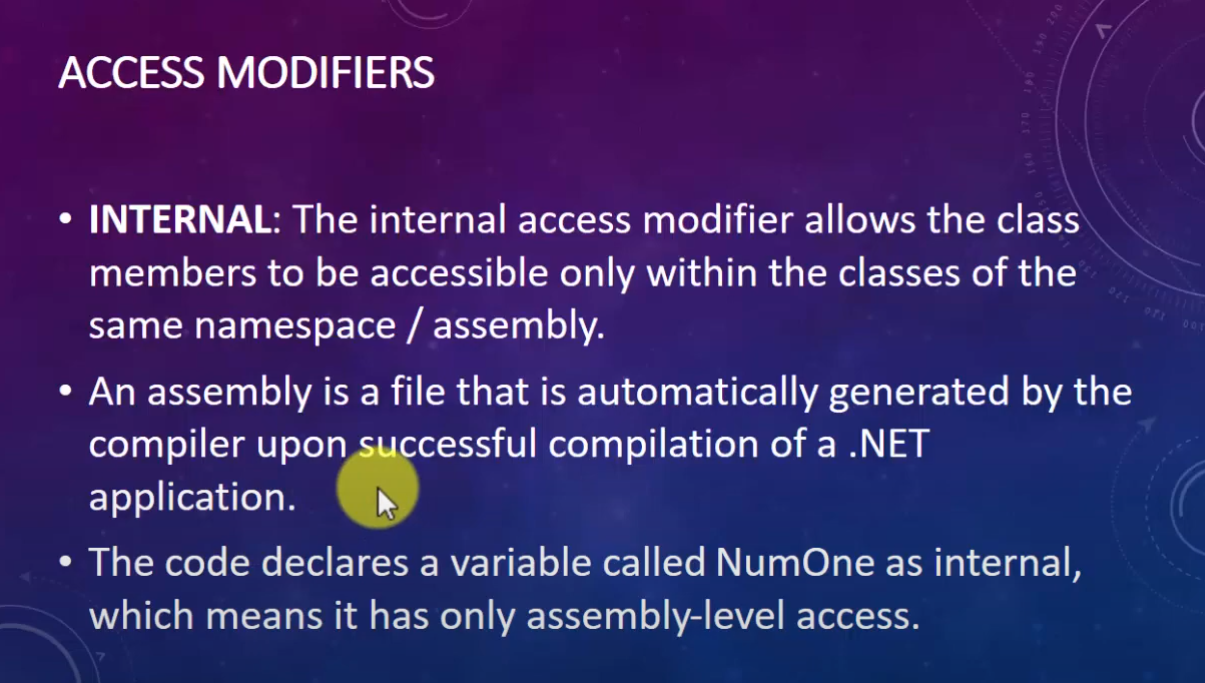 ACCESS MODIFIERS
• INTERNAL: The internal access modifier allows the class
members to be accessible only within the classes of the
same namespace / assembly.
• An assembly is a file that is automatically generated by the
compiler upon successful compilation of a .NET
application.
• The code declares a variable called NumOne as internal,
which means it has only assembly-level access.